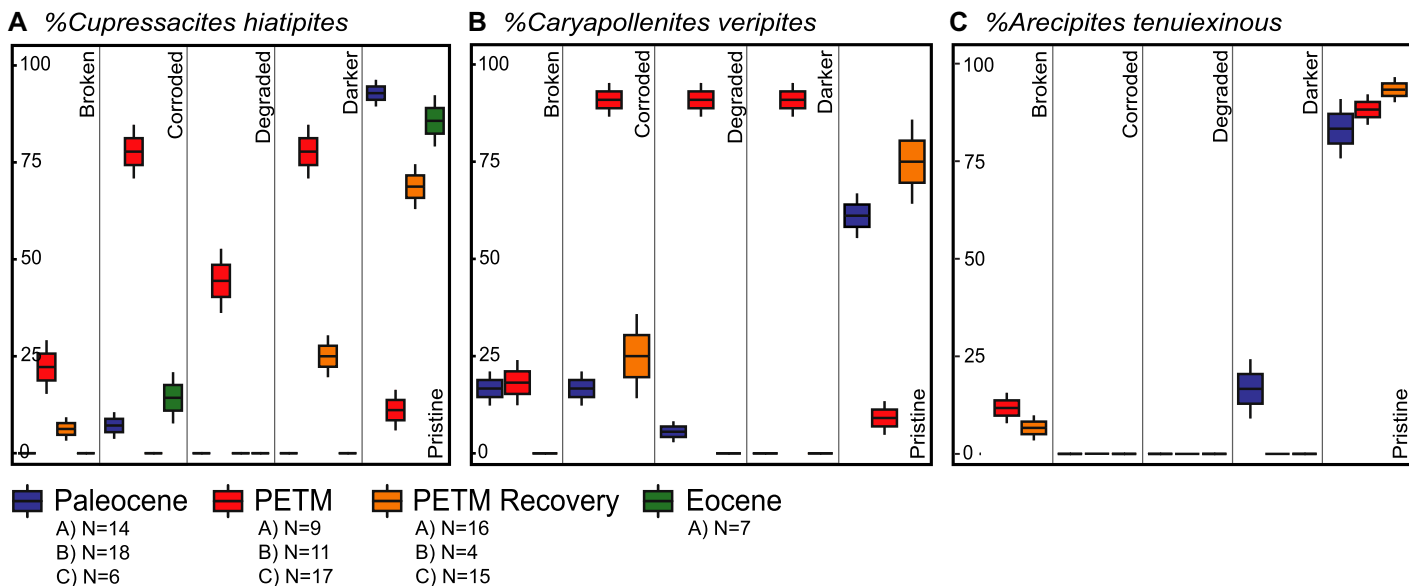 A %Cupressacites hiatipites
100
75
50
25
0
Broken
Corroded
Degraded
Darker
Pristine
B %Caryapollenites veripites
100
75
50
25
0
Broken
Corroded
Degraded
Darker
Pristine
C %Arecipites tenuiexinous
100
75
50
25
0
Broken
Corroded
Degraded
Darker
Pristine
Paleocene
A) N=14
B) N=18
C) N=6
PETM
A) N=9
B) N=11
C) N=17
PETM Recovery
A) N=16
B) N=4
C) N=15
Eocene
A) N=7